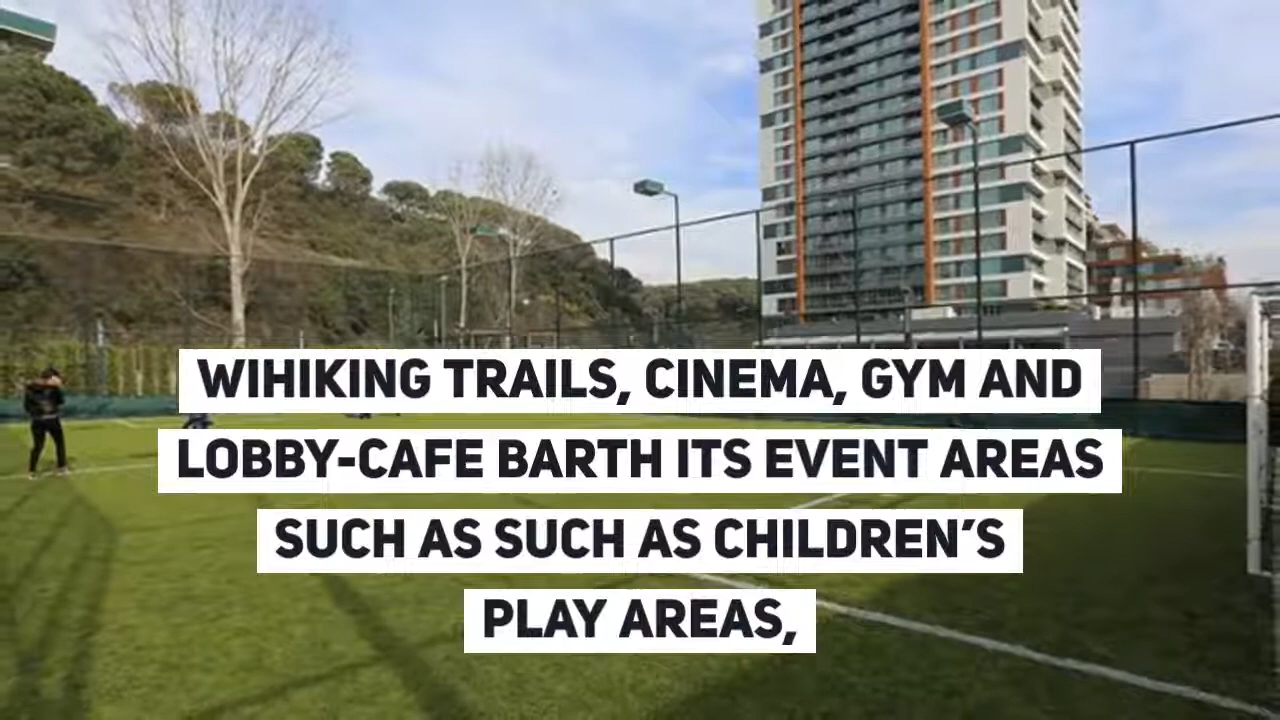 WIHIKING TRAILS, CINEMA, GYM AND
LOBBY-CAFE BARTH ITS EVENT AREAS
SUCH AS SUCH AS CHILDREN’S
PLAY AREAS,